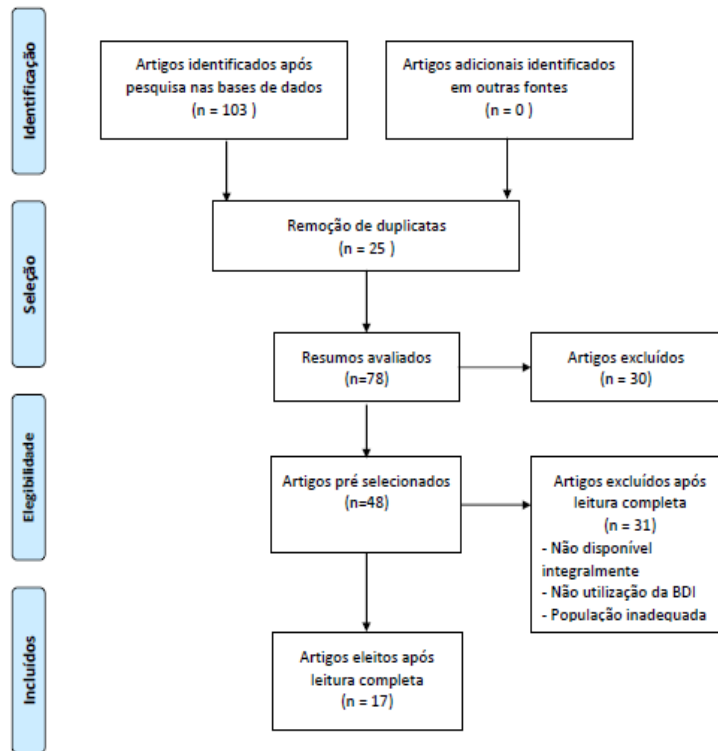 Identificação
Artigos identificados após
pesquisa nas bases de dados
(n = 103 )
Artigos adicionais identificados
em outras fontes
(n = 0 )
Seleção
Remoção de duplicatas
(n = 25 )
Resumos avaliados
(n=78)
Artigos excluídos
(n = 30)
Elegibilidade
Artigos pré selecionados
(n=48)
Artigos excluídos após
leitura completa
(n = 31)
- Não disponível
integralmente
- Não utilização da BDI
- População inadequada
Incluídos
Artigos eleitos após
leitura completa
(n = 17)